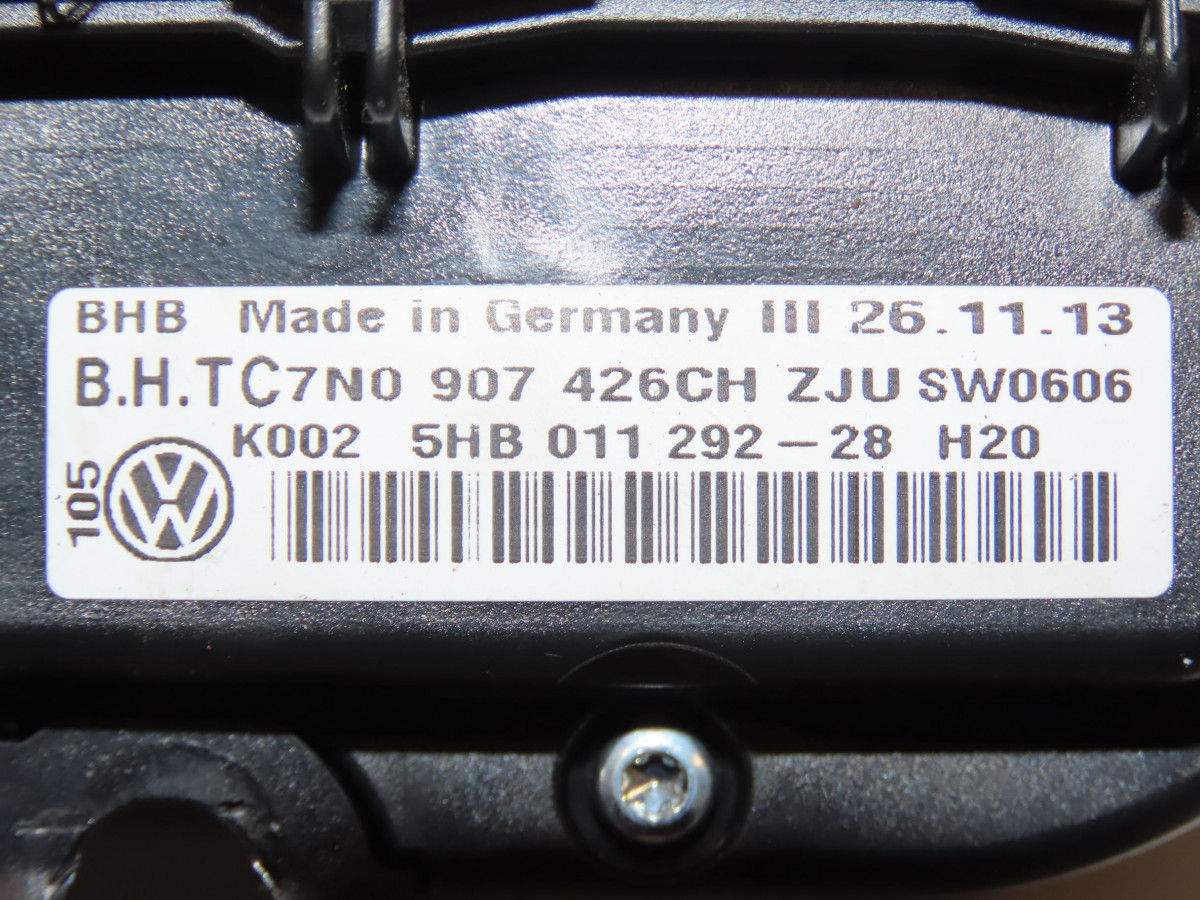 BHB Made in Germany III 26.11.13
B.H.TC7N0 907 426CH ZJU SW0606
K002 5HB 011 292-28 H20
105